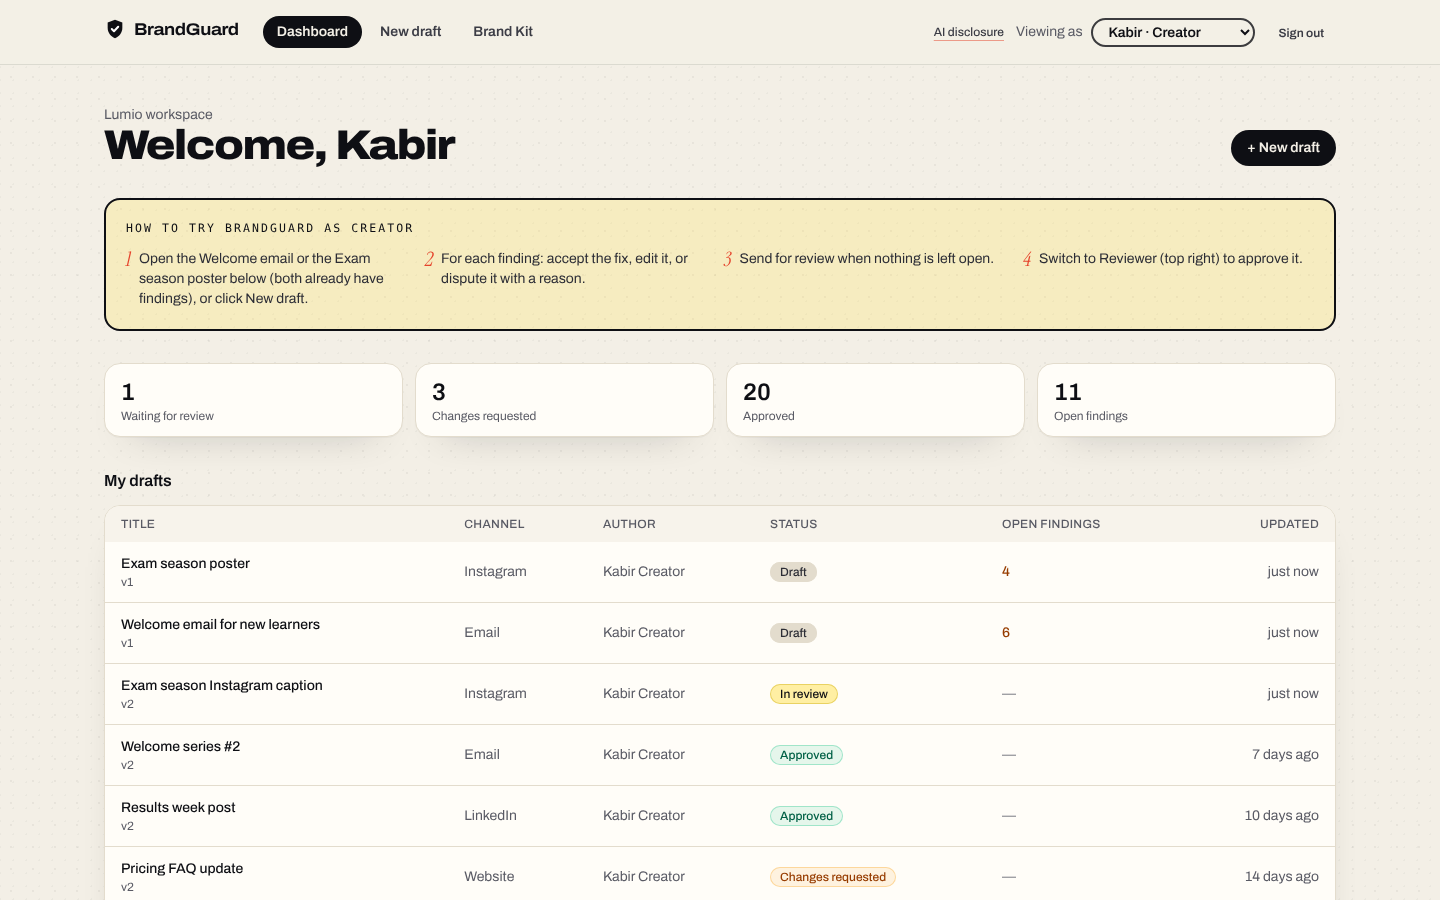 BrandGuard
Dashboard
New draft
Brand Kit
AI disclosure
Viewing as
Kabir · Creator
Sign out
Lumio workspace
Welcome, Kabir
+ New draft
HOW TO TRY BRANDGUARD AS CREATOR
1 Open the Welcome email or the Exam
season poster below (both already have
findings), or click New draft.
2 For each finding: accept the fix, edit it, or
dispute it with a reason.
3 Send for review when nothing is left open.
4 Switch to Reviewer (top right) to approve it.
1
Waiting for review
3
Changes requested
20
Approved
11
Open findings
My drafts
TITLE CHANNEL AUTHOR STATUS OPEN FINDINGS UPDATED
Exam season poster
v1
Instagram Kabir Creator Draft 4 just now
Welcome email for new learners
v1
Email Kabir Creator Draft 6 just now
Exam season Instagram caption
v2
Instagram Kabir Creator In review — just now
Welcome series #2
v2
Email Kabir Creator Approved — 7 days ago
Results week post
v2
LinkedIn Kabir Creator Approved — 10 days ago
Pricing FAQ update
v2
Website Kabir Creator Changes requested — 14 days ago